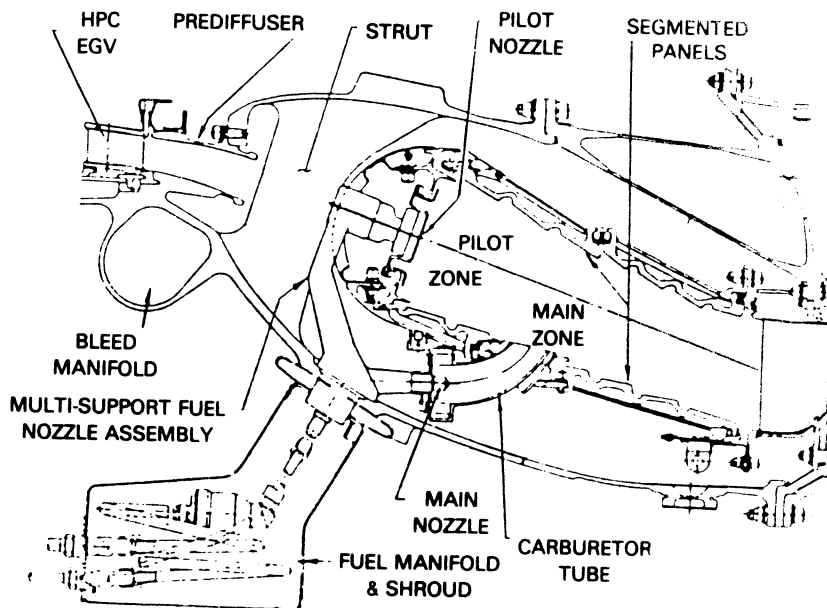 HPC
EGV
PREDIFFUSER
STRUT
PILOT
NOZZLE
SEGMENTED
PANELS
PILOT
ZONE
MAIN
ZONE
BLEED
MANIFOLD
MULTI-SUPPORT FUEL
NOZZLE ASSEMBLY
MAIN
NOZZLE
CARBURETOR
TUBE
FUEL MANIFOLD
& SHROUD